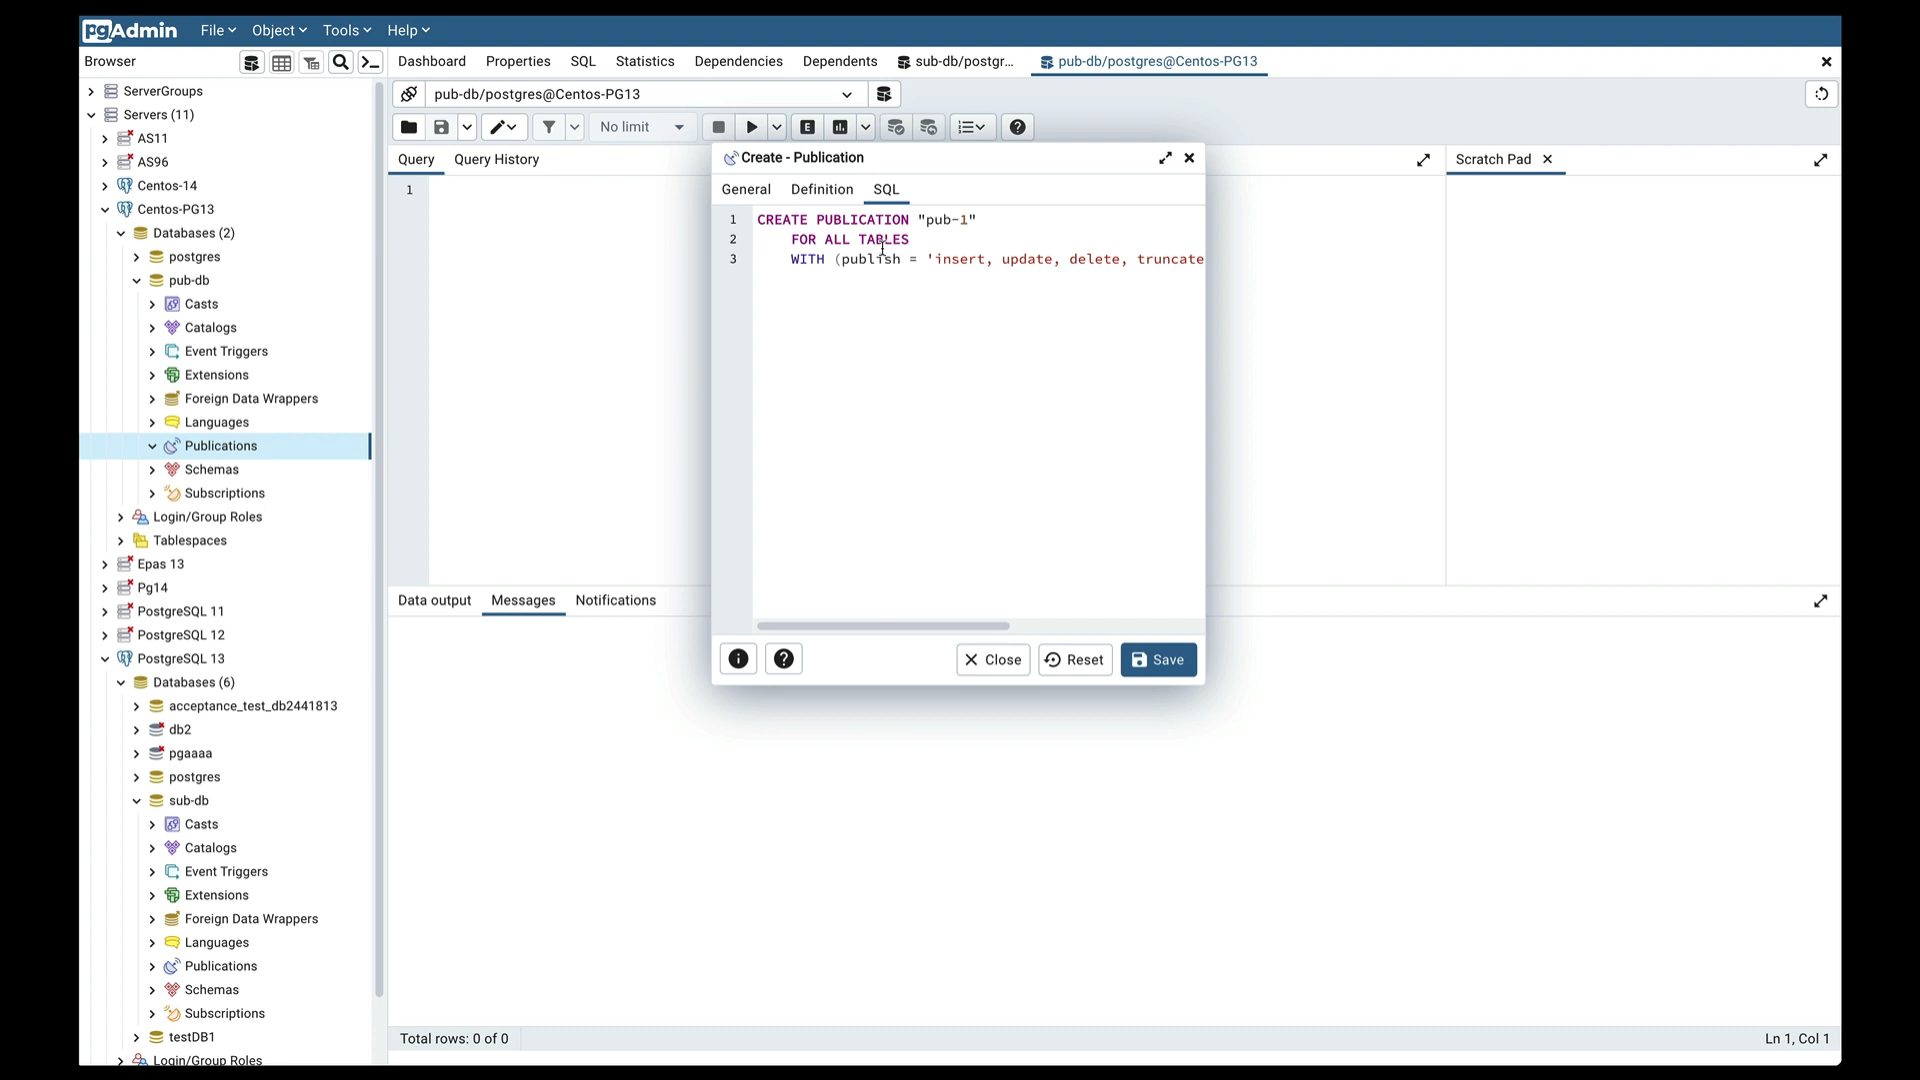 pgAdmin File Object Tools Help
Browser
Dashboard Properties SQL Statistics Dependencies Dependents sub-db/postgr... pub-db/postgres@Centos-PG13
pub-db/postgres@Centos-PG13
No limit
Query Query History
Scratch Pad
1
ServerGroups
Servers (11)
AS11
AS96
Centos-14
Centos-PG13
Databases (2)
postgres
pub-db
Casts
Catalogs
Event Triggers
Extensions
Foreign Data Wrappers
Languages
Publications
Schemas
Subscriptions
Login/Group Roles
Tablespaces
Epas 13
Pg14
PostgreSQL 11
PostgreSQL 12
PostgreSQL 13
Databases (6)
acceptance_test_db2441813
db2
pgaaaa
postgres
sub-db
Casts
Catalogs
Event Triggers
Extensions
Foreign Data Wrappers
Languages
Publications
Schemas
Subscriptions
testDB1
Login/Group Roles
Create - Publication
General Definition SQL
1 CREATE PUBLICATION "pub-1"
2 FOR ALL TABLES
3 WITH (publish = 'insert, update, delete, truncate
Close Reset Save
Data output Messages Notifications
Total rows: 0 of 0
Ln 1, Col 1